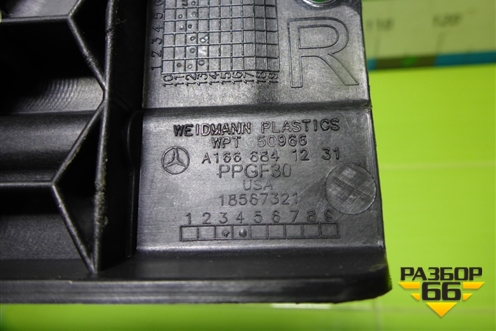 R
WEIDMANN PLASTICS
WPT 50966
A166 884 12 31
PPGF30
USA
18567321
1 2 3 4 5 6 7 8 9
РАЗБОР
66